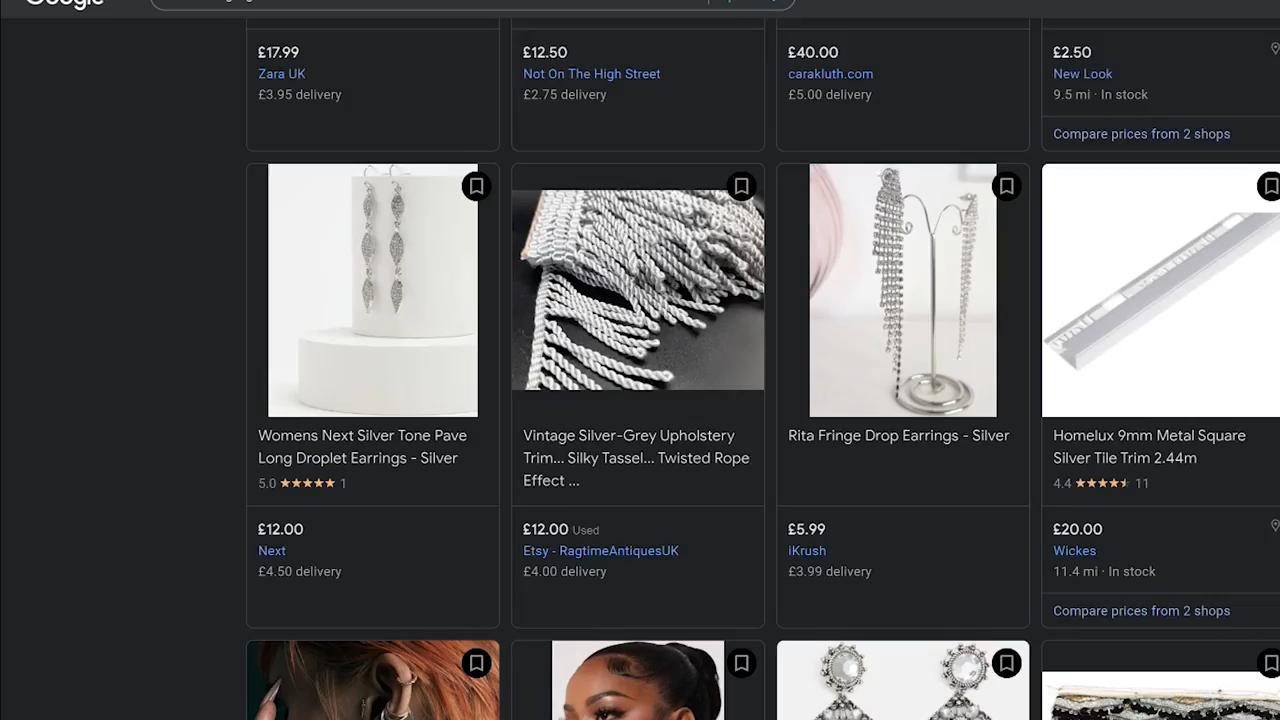 Google
£17.99
Zara UK
£3.95 delivery
£12.50
Not On The High Street
£2.75 delivery
£40.00
carakluth.com
£5.00 delivery
£2.50
New Look
9.5 mi · In stock
Compare prices from 2 shops
Womens Next Silver Tone Pave
Long Droplet Earrings - Silver
5.0 ★★★★★ 1
£12.00
Next
£4.50 delivery
Vintage Silver-Grey Upholstery
Trim... Silky Tassel... Twisted Rope
Effect ...
£12.00 Used
Etsy - RagtimeAntiquesUK
£4.00 delivery
Rita Fringe Drop Earrings - Silver
£5.99
iKrush
£3.99 delivery
Homelux 9mm Metal Square
Silver Tile Trim 2.44m
4.4 ★★★★★ 11
£20.00
Wickes
11.4 mi · In stock
Compare prices from 2 shops